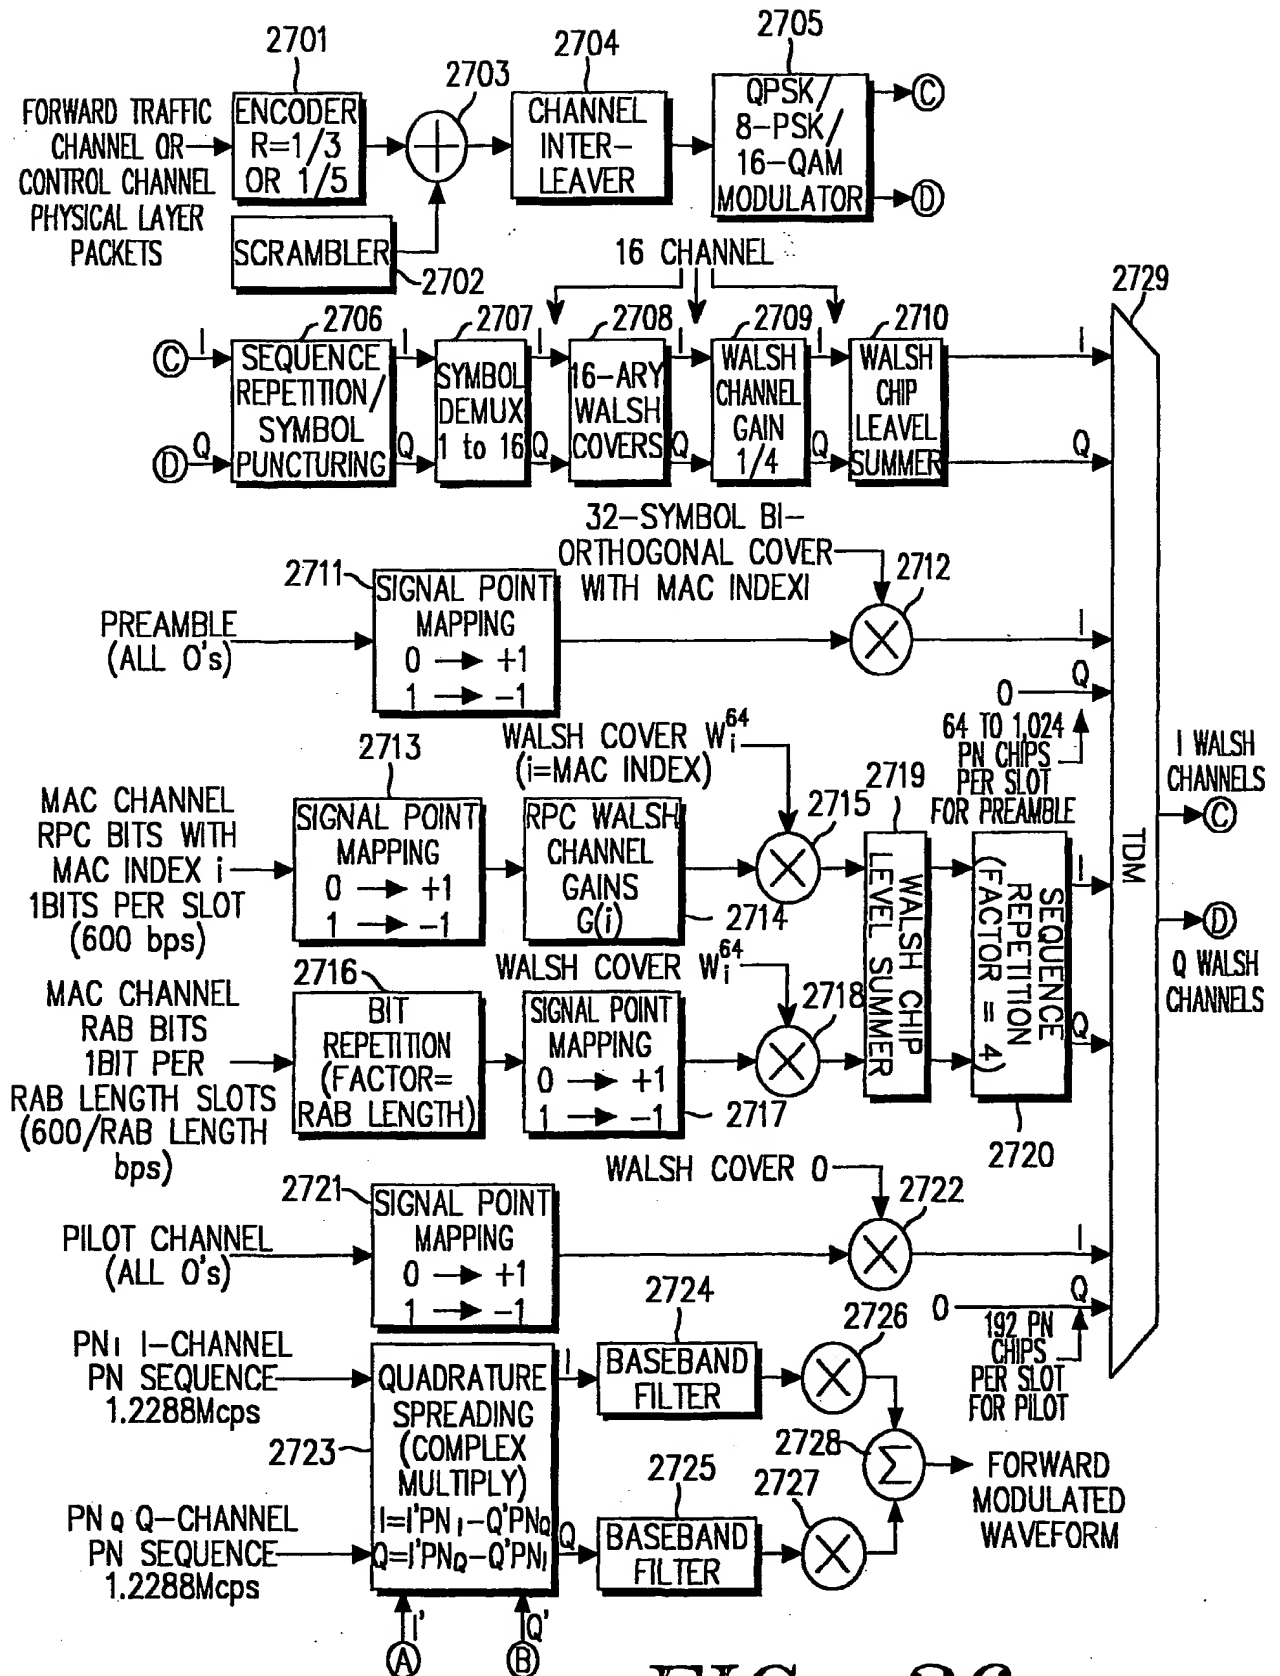 2701
2703
2704
2705
FORWARD TRAFFIC
CHANNEL OR
CONTROL CHANNEL
PHYSICAL LAYER
PACKETS
ENCODER
R=1/3
OR 1/5
+
CHANNEL
INTER-
LEAVER
QPSK/
8-PSK/
16-QAM
MODULATOR
C
D
SCRAMBLER
2702
16 CHANNEL
2729
2706
2707
2708
2709
2710
C
I
D
Q
SEQUENCE
REPETITION/
SYMBOL
PUNCTURING
I
Q
SYMBOL
DEMUX
1 to 16
I
Q
16-ARY
WALSH
COVERS
I
Q
WALSH
CHANNEL
GAIN
1/4
I
Q
WALSH
CHIP
LEAVEL
SUMMER
I
Q
32-SYMBOL BI-
ORTHOGONAL COVER
WITH MAC INDEXI
2711
2712
PREAMBLE
(ALL 0's)
SIGNAL POINT
MAPPING
0 → +1
1 → -1
I
Q
0
64 TO 1,024
PN CHIPS
PER SLOT
FOR PREAMBLE
2713
WALSH COVER Wi64
(i=MAC INDEX)
2715
2719
MAC CHANNEL
RPC BITS WITH
MAC INDEX i
1BITS PER SLOT
(600 bps)
SIGNAL POINT
MAPPING
0 → +1
1 → -1
RPC WALSH
CHANNEL
GAINS
G(i)
2714
WALSH CHIP
LEVEL SUMMER
SEQUENCE
REPETITION
(FACTOR = 4)
I
Q
2720
TDM
I WALSH
CHANNELS
C
D
Q WALSH
CHANNELS
2716
WALSH COVER Wi64
2718
MAC CHANNEL
RAB BITS
1BIT PER
RAB LENGTH SLOTS
(600/RAB LENGTH
bps)
BIT
REPETITION
(FACTOR=
RAB LENGTH)
SIGNAL POINT
MAPPING
0 → +1
1 → -1
2717
WALSH COVER 0
2721
2722
PILOT CHANNEL
(ALL 0's)
SIGNAL POINT
MAPPING
0 → +1
1 → -1
I
Q
0
192 PN
CHIPS
PER SLOT
FOR PILOT
2724
2726
PNI I-CHANNEL
PN SEQUENCE
1.2288Mcps
2723
QUADRATURE
SPREADING
(COMPLEX
MULTIPLY)
I=I'PNI-Q'PNQ
Q=I'PNQ-Q'PNI
I
BASEBAND
FILTER
2728
Σ
FORWARD
MODULATED
WAVEFORM
2725
2727
PNQ Q-CHANNEL
PN SEQUENCE
1.2288Mcps
Q
BASEBAND
FILTER
I'
Q'
A
B